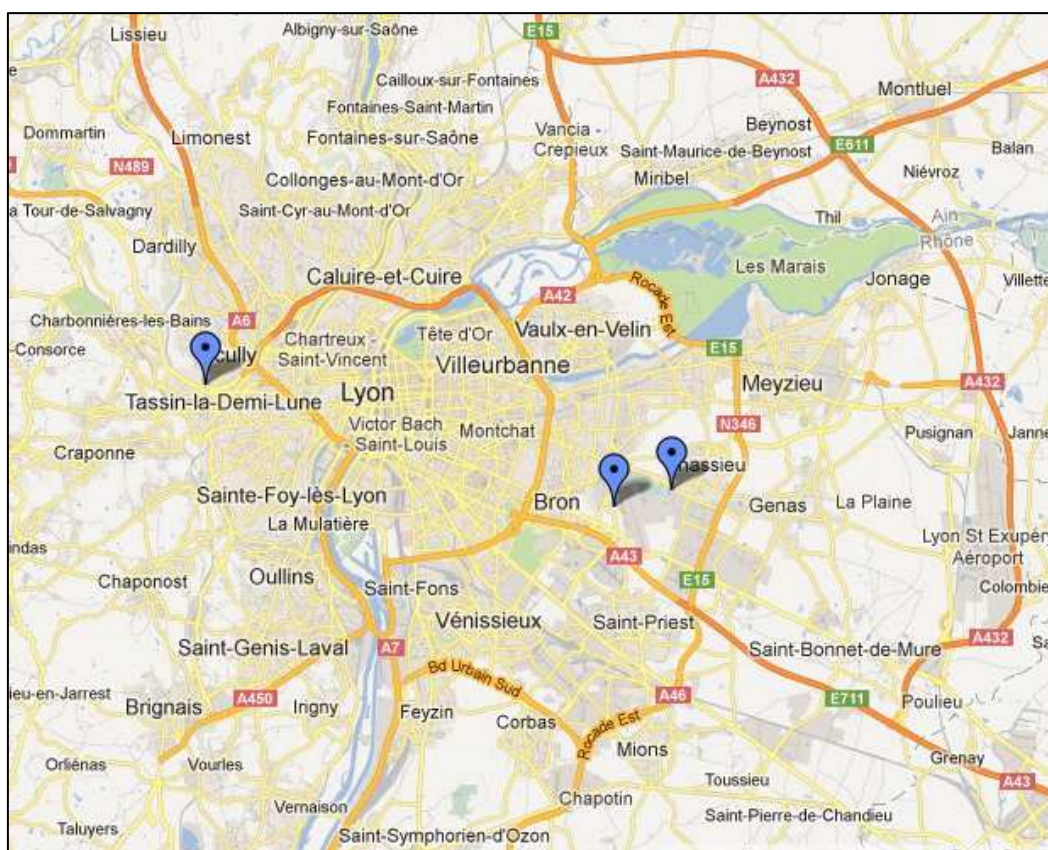 Lissieu
Albigny-sur-Saône
E15
Cailloux-sur-Fontaines
A432
Montluel
Fontaines-Saint-Martin
Dommartin
Limonest
Fontaines-sur-Saône
Vancia -
Crepieux
Beynost
Saint-Maurice-de-Beynost
E611
Balan
N489
Collonges-au-Mont-d'Or
Miribel
Niévroz
a Tour-de-Salvagny
Saint-Cyr-au-Mont-d'Or
Thil
Ain
Rhône
Dardilly
Caluire-et-Cuire
Les Marais
Jonage
Villette
Rocade Est
A42
Charbonnières-les-Bains
A6
Chartreux -
Saint-Vincent
Tête d'Or
Vaulx-en-Velin
-Consorce
cully
Villeurbanne
E15
Meyzieu
A432
Tassin-la-Demi-Lune
Lyon
Victor Bach
- Saint-Louis
Montchat
N346
Pusignan
Janne
Craponne
hassieu
Sainte-Foy-lès-Lyon
Bron
Genas
La Plaine
La Mulatière
Lyon St Exupéry
Aéroport
ndas
A43
Chaponost
Oullins
Saint-Fons
E15
Colombie
Vénissieux
Saint-Priest
Saint-Genis-Laval
A7
Saint-Bonnet-de-Mure
A432
Sa
Bd Urbain Sud
ieu-en-Jarrest
Brignais
A450
Irigny
Feyzin
Corbas
Rocade Est
A46
E711
Poulieu
Mions
Orliénas
Vourles
Grenay
Toussieu
A43
Vernaison
Chapotin
Saint-Pierre-de-Chandieu
Taluyers
Saint-Symphorien-d'Ozon